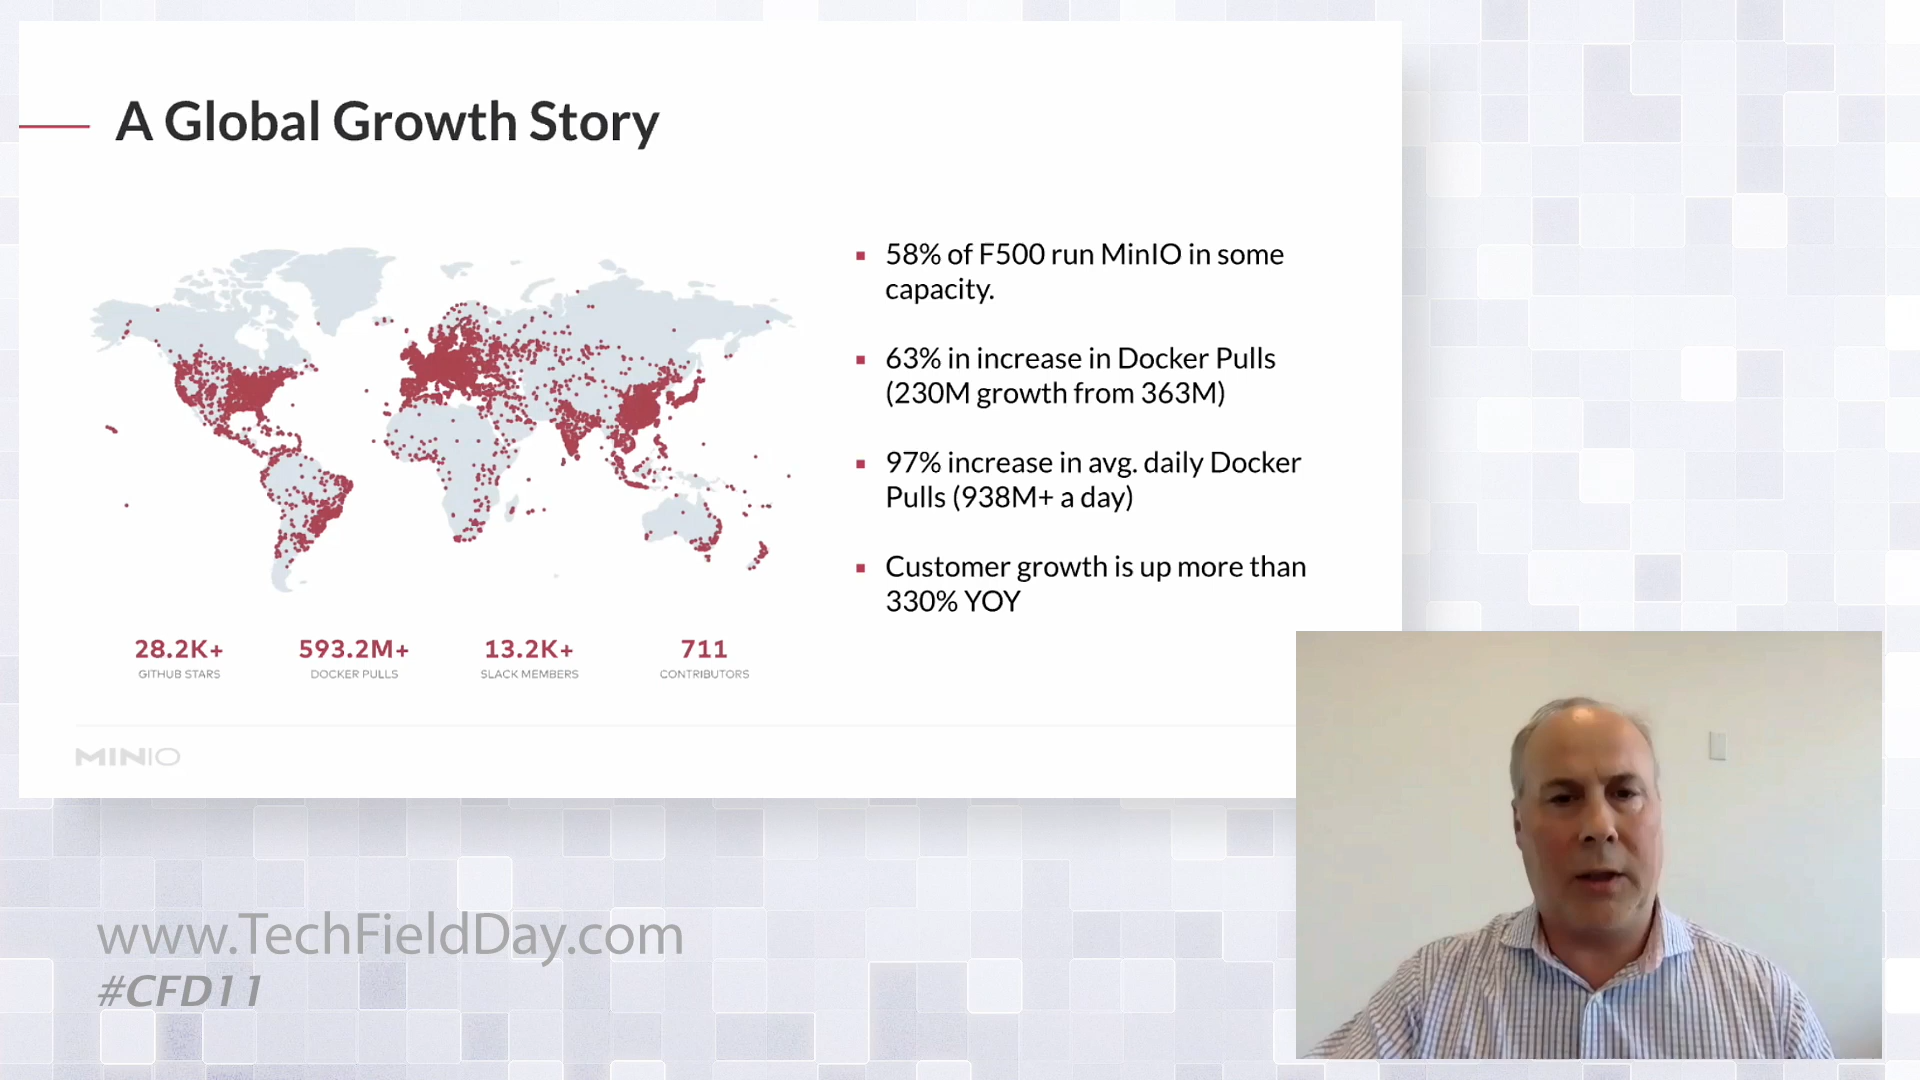 A Global Growth Story
58% of F500 run MinIO in some
capacity.
63% in increase in Docker Pulls
(230M growth from 363M)
97% increase in avg. daily Docker
Pulls (938M+ a day)
Customer growth is up more than
330% YOY
28.2K+
GITHUB STARS
593.2M+
DOCKER PULLS
13.2K+
SLACK MEMBERS
711
CONTRIBUTORS
MINIO
www.TechFieldDay.com
#CFD11